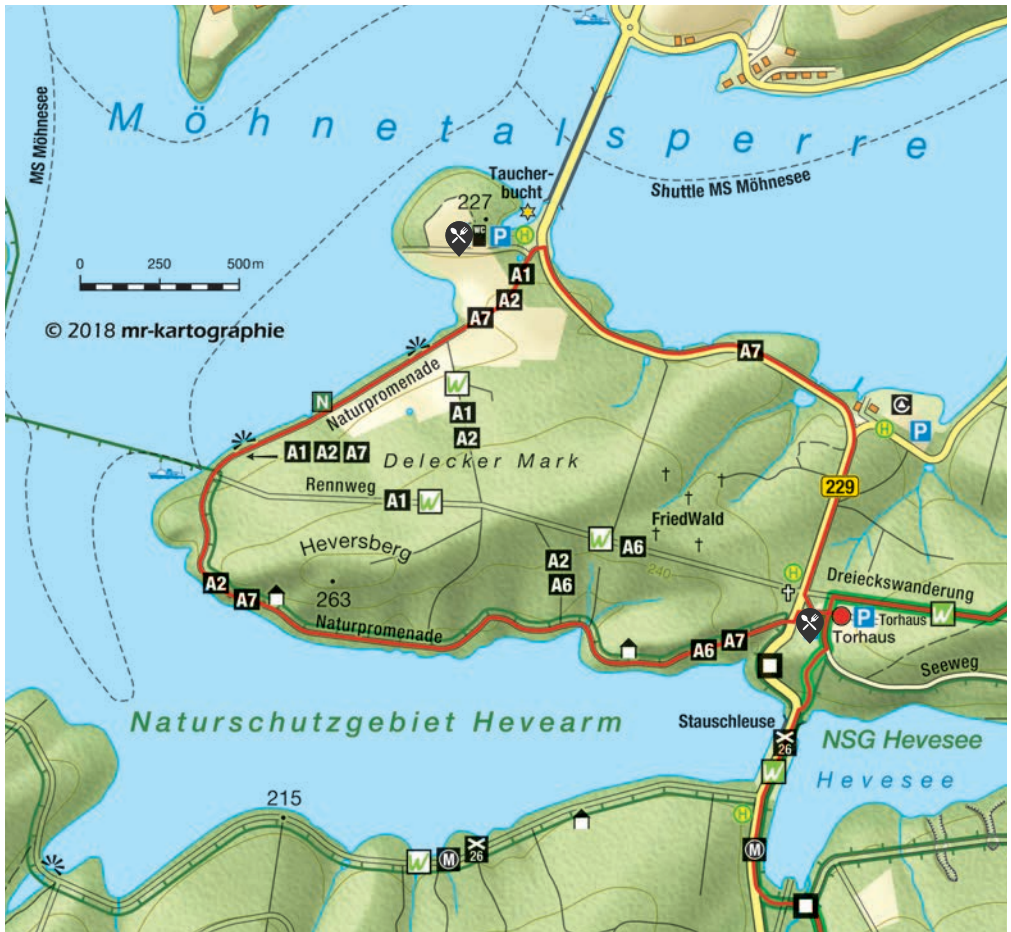 MS Möhnesee
Möhnetalsperre
Shuttle MS Möhnesee
Taucher-
bucht
227
WC
P
H
0 250 500 m
© 2018 mr-kartographie
A1
A2
A7
A7
Naturpromenade
N
W
A1
A2
A1 A2 A7
Delecker Mark
H
P
229
Rennweg
A1
W
FriedWald
W
A6
Heversberg
A2
A6
240
H
Dreieckswanderung
A2
A7
263
Naturpromenade
A6
A7
P
Torhaus
W
Torhaus
Seeweg
Naturschutzgebiet Hevearm
Stauschleuse
26
NSG Hevesee
W
Hevesee
215
H
W
M
26
M